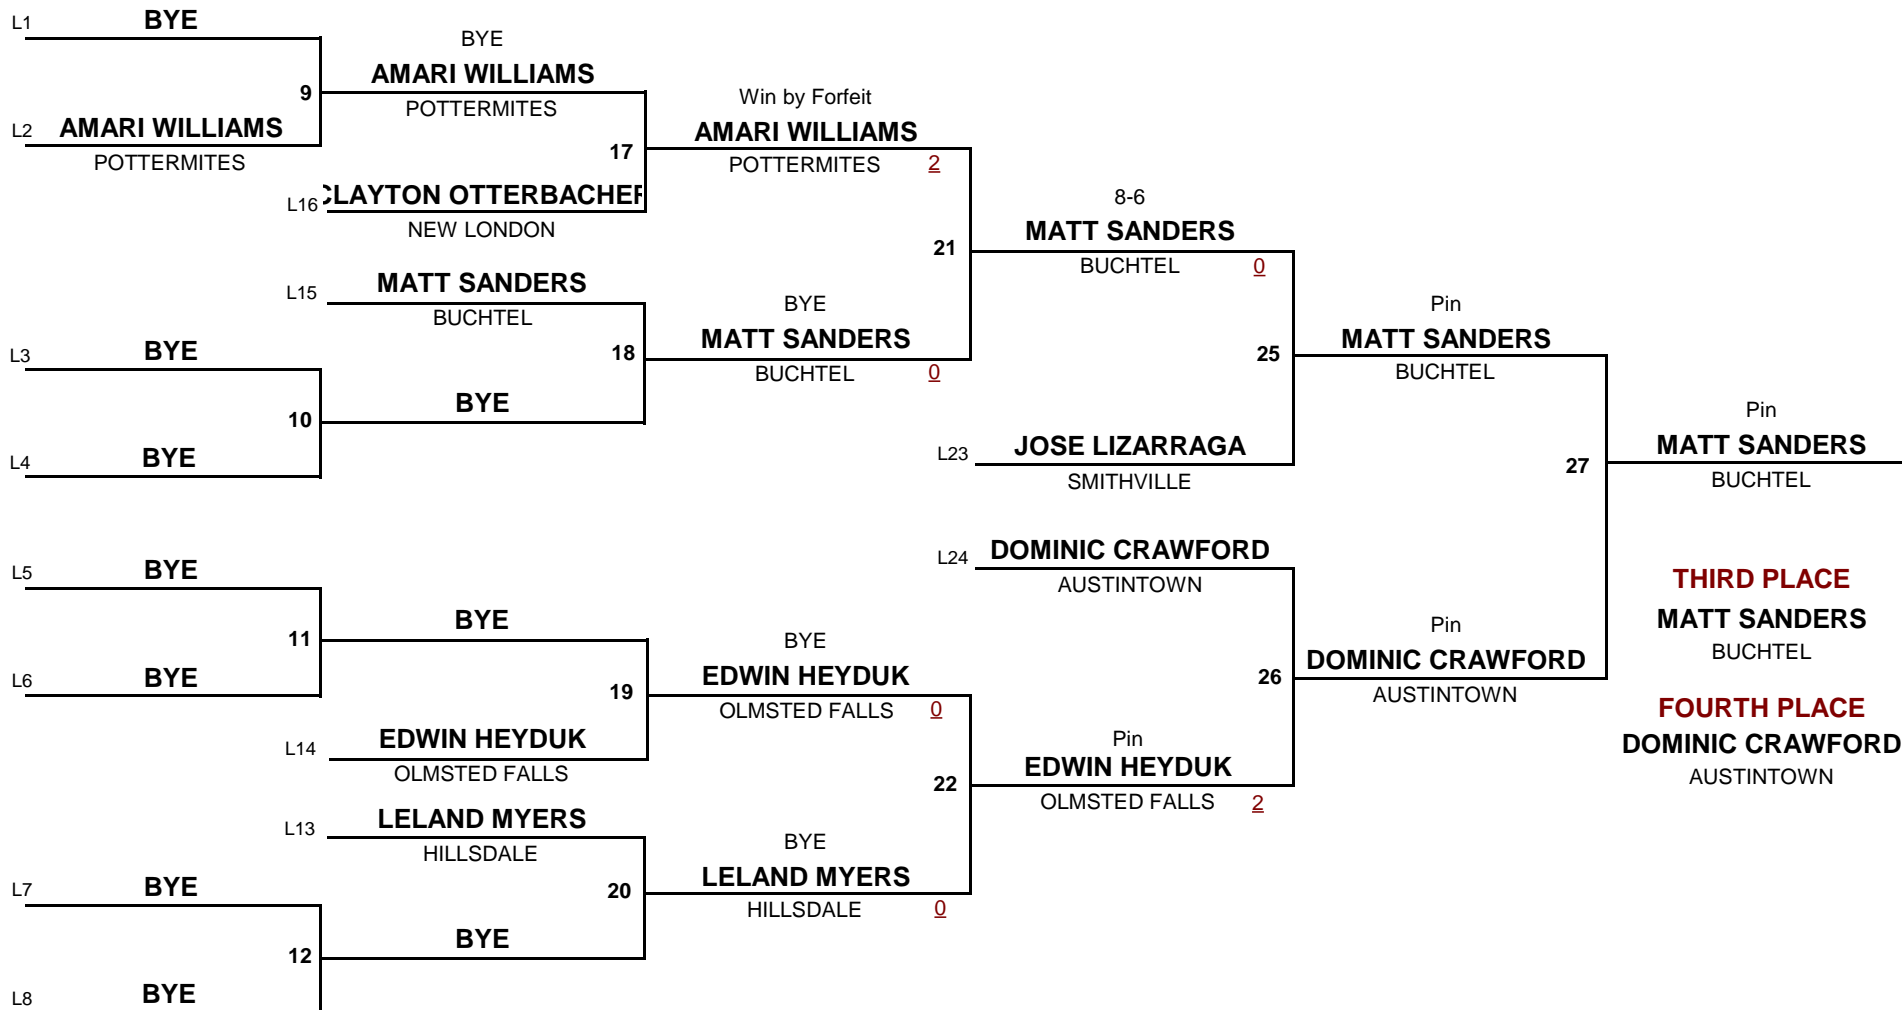 L1 BYE
BYE
AMARI WILLIAMS
9
POTTERMITES
Win by Forfeit
L2 AMARI WILLIAMS
POTTERMITES
17
AMARI WILLIAMS
POTTERMITES 2
L16 CLAYTON OTTERBACHER
NEW LONDON
8-6
MATT SANDERS
21
BUCHTEL 0
L15 MATT SANDERS
BUCHTEL
BYE
MATT SANDERS
18
BUCHTEL 0
Pin
MATT SANDERS
25
BUCHTEL
L3 BYE
10
BYE
L4 BYE
L23 JOSE LIZARRAGA
SMITHVILLE
27
Pin
MATT SANDERS
BUCHTEL
L24 DOMINIC CRAWFORD
AUSTINTOWN
L5 BYE
11
BYE
L6 BYE
19
BYE
EDWIN HEYDUK
OLMSTED FALLS 0
26
Pin
DOMINIC CRAWFORD
AUSTINTOWN
THIRD PLACE
MATT SANDERS
BUCHTEL
FOURTH PLACE
DOMINIC CRAWFORD
AUSTINTOWN
L14 EDWIN HEYDUK
OLMSTED FALLS
22
Pin
EDWIN HEYDUK
OLMSTED FALLS 2
L13 LELAND MYERS
HILLSDALE
BYE
LELAND MYERS
20
HILLSDALE 0
L7 BYE
12
BYE
L8 BYE